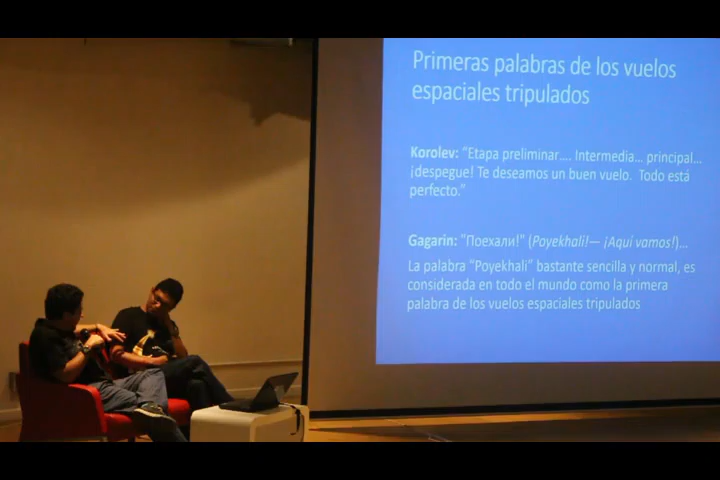 Primeras palabras de los vuelos
espaciales tripulados
Korolev: “Etapa preliminar…. Intermedia… principal…
¡despegue! Te deseamos un buen vuelo. Todo está
perfecto.”
Gagarin: “Поехали!” (Poyekhali!— ¡Aquí vamos!)…
La palabra “Poyekhali” bastante sencilla y normal, es
considerada en todo el mundo como la primera
palabra de los vuelos espaciales tripulados